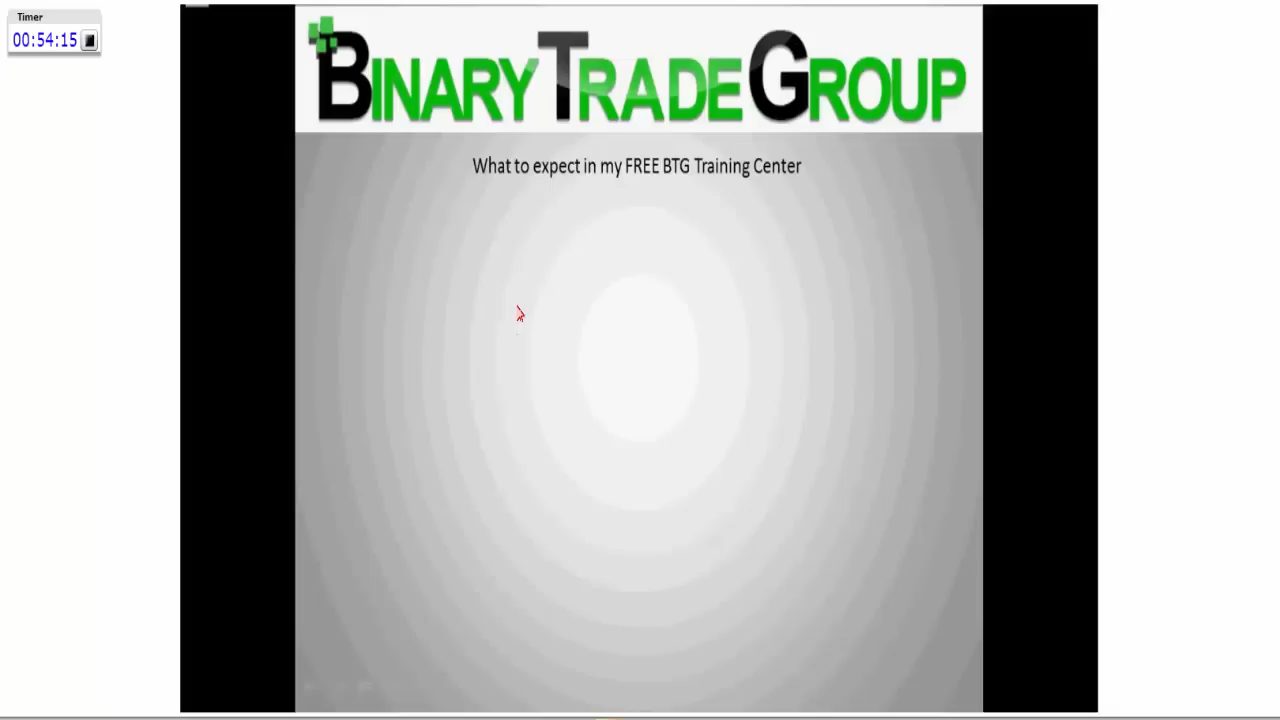 Timer
00:54:15
BINARY TRADE GROUP
What to expect in my FREE BTG Training Center